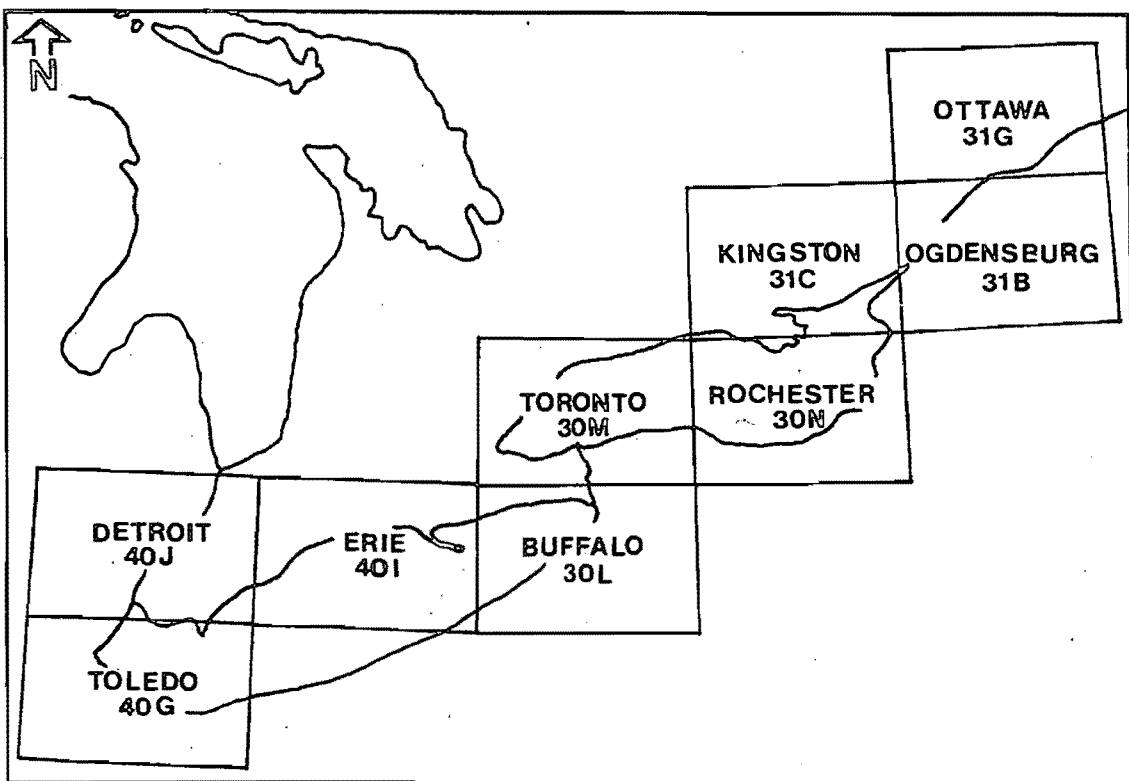 N
OTTAWA
31G
KINGSTON
31C
OGDENSBURG
31B
TORONTO
30M
ROCHESTER
30N
DETROIT
40J
ERIE
40I
BUFFALO
30L
TOLEDO
40G